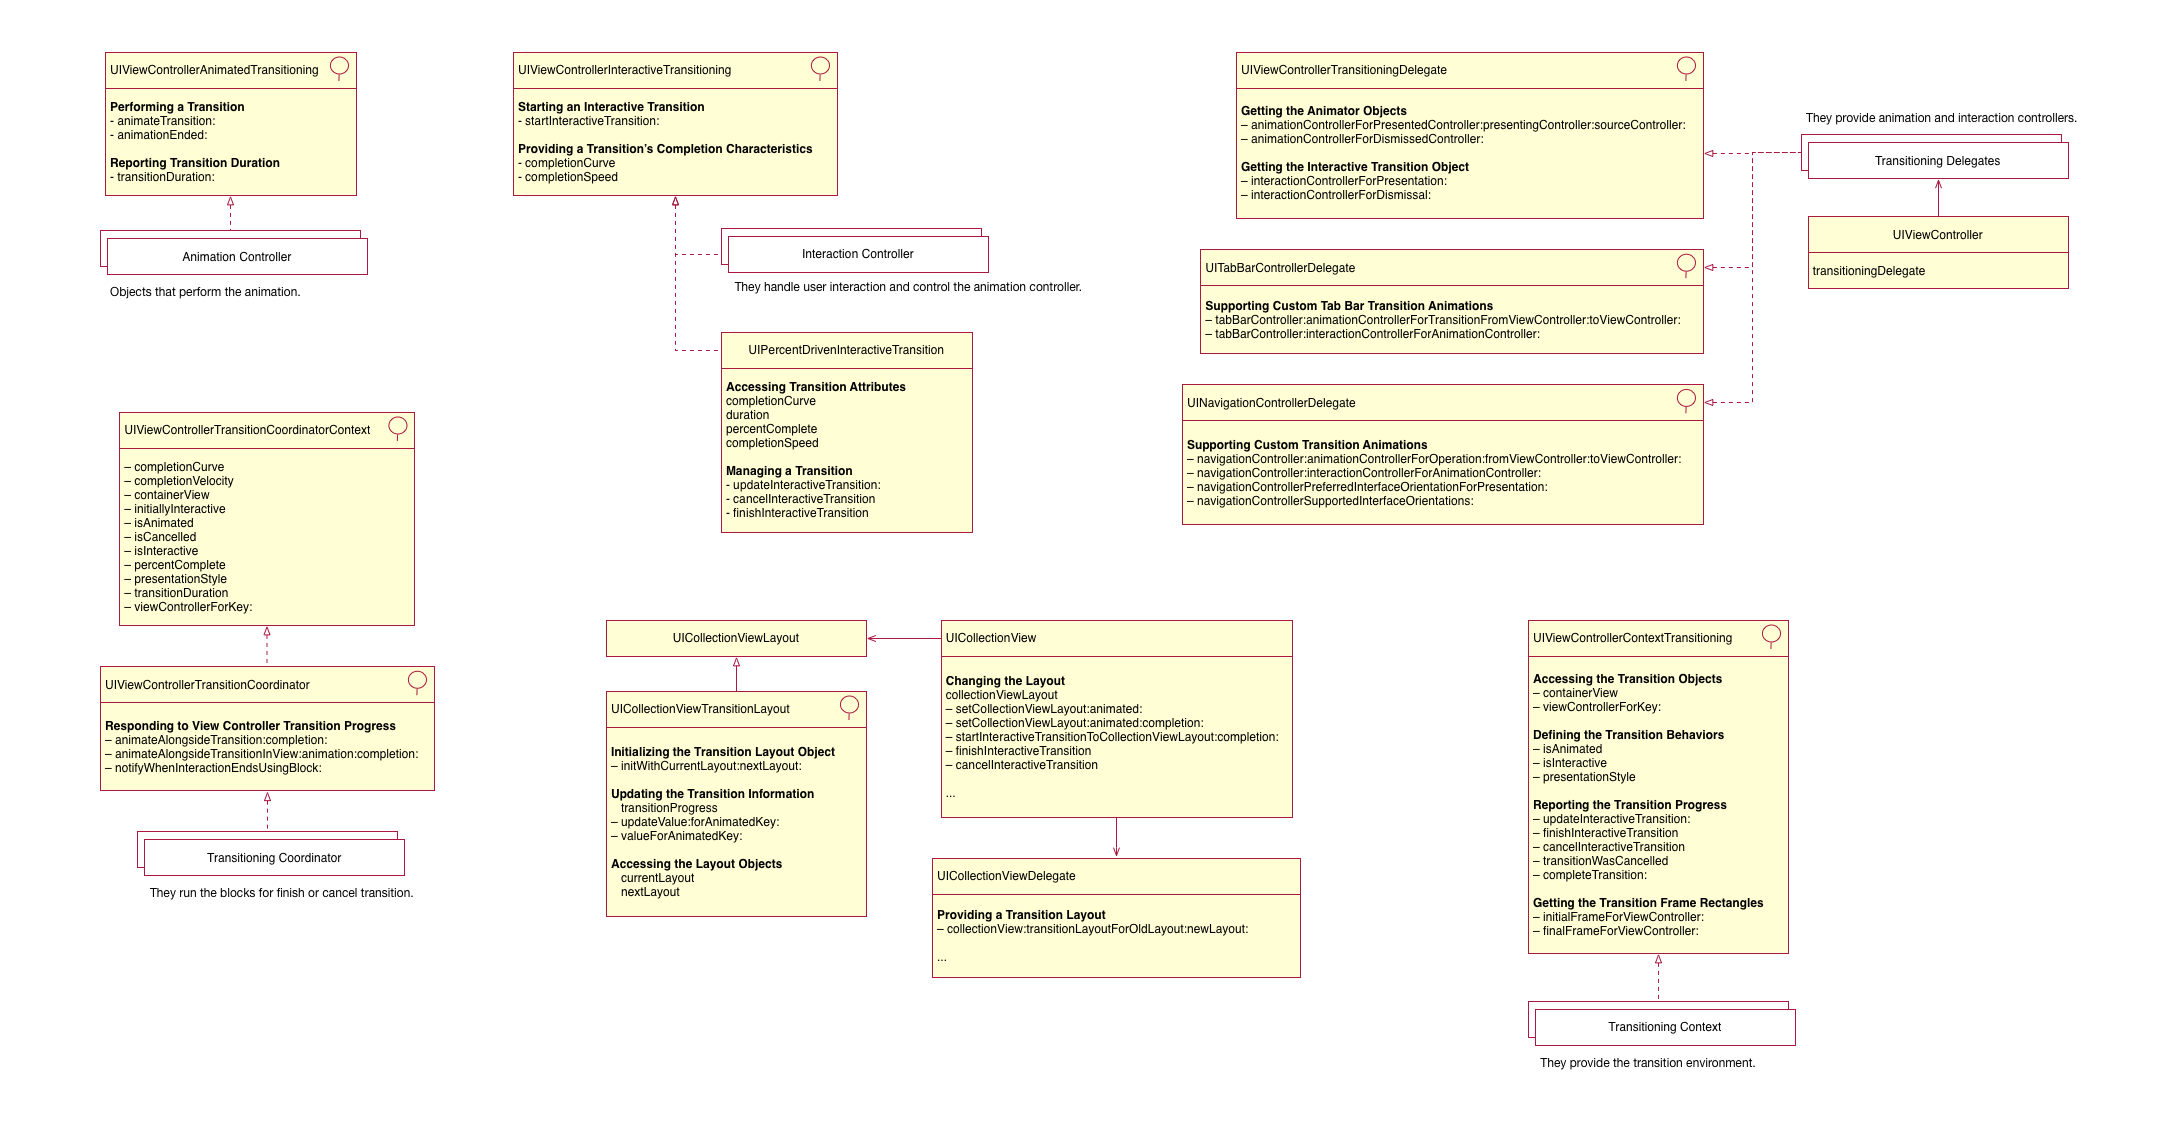 UIViewControllerAnimatedTransitioning
Performing a Transition
- animateTransition:
- animationEnded:
Reporting Transition Duration
- transitionDuration:
Animation Controller
Objects that perform the animation.
UIViewControllerInteractiveTransitioning
Starting an Interactive Transition
- startInteractiveTransition:
Providing a Transition’s Completion Characteristics
- completionCurve
- completionSpeed
Interaction Controller
They handle user interaction and control the animation controller.
UIPercentDrivenInteractiveTransition
Accessing Transition Attributes
completionCurve
duration
percentComplete
completionSpeed
Managing a Transition
- updateInteractiveTransition:
- cancelInteractiveTransition
- finishInteractiveTransition
UIViewControllerTransitioningDelegate
Getting the Animator Objects
– animationControllerForPresentedController:presentingController:sourceController:
– animationControllerForDismissedController:
Getting the Interactive Transition Object
– interactionControllerForPresentation:
– interactionControllerForDismissal:
They provide animation and interaction controllers.
Transitioning Delegates
UIViewController
transitioningDelegate
UITabBarControllerDelegate
Supporting Custom Tab Bar Transition Animations
– tabBarController:animationControllerForTransitionFromViewController:toViewController:
– tabBarController:interactionControllerForAnimationController:
UINavigationControllerDelegate
Supporting Custom Transition Animations
– navigationController:animationControllerForOperation:fromViewController:toViewController:
– navigationController:interactionControllerForAnimationController:
– navigationControllerPreferredInterfaceOrientationForPresentation:
– navigationControllerSupportedInterfaceOrientations:
UIViewControllerTransitionCoordinatorContext
– completionCurve
– completionVelocity
– containerView
– initiallyInteractive
– isAnimated
– isCancelled
– isInteractive
– percentComplete
– presentationStyle
– transitionDuration
– viewControllerForKey:
UIViewControllerTransitionCoordinator
Responding to View Controller Transition Progress
– animateAlongsideTransition:completion:
– animateAlongsideTransitionInView:animation:completion:
– notifyWhenInteractionEndsUsingBlock:
Transitioning Coordinator
They run the blocks for finish or cancel transition.
UICollectionViewLayout
UICollectionViewTransitionLayout
Initializing the Transition Layout Object
– initWithCurrentLayout:nextLayout:
Updating the Transition Information
transitionProgress
– updateValue:forAnimatedKey:
– valueForAnimatedKey:
Accessing the Layout Objects
currentLayout
nextLayout
UICollectionView
Changing the Layout
collectionViewLayout
– setCollectionViewLayout:animated:
– setCollectionViewLayout:animated:completion:
– startInteractiveTransitionToCollectionViewLayout:completion:
– finishInteractiveTransition
– cancelInteractiveTransition
...
UICollectionViewDelegate
Providing a Transition Layout
– collectionView:transitionLayoutForOldLayout:newLayout:
...
UIViewControllerContextTransitioning
Accessing the Transition Objects
– containerView
– viewControllerForKey:
Defining the Transition Behaviors
– isAnimated
– isInteractive
– presentationStyle
Reporting the Transition Progress
– updateInteractiveTransition:
– finishInteractiveTransition
– cancelInteractiveTransition
– transitionWasCancelled
– completeTransition:
Getting the Transition Frame Rectangles
– initialFrameForViewController:
– finalFrameForViewController:
Transitioning Context
They provide the transition environment.